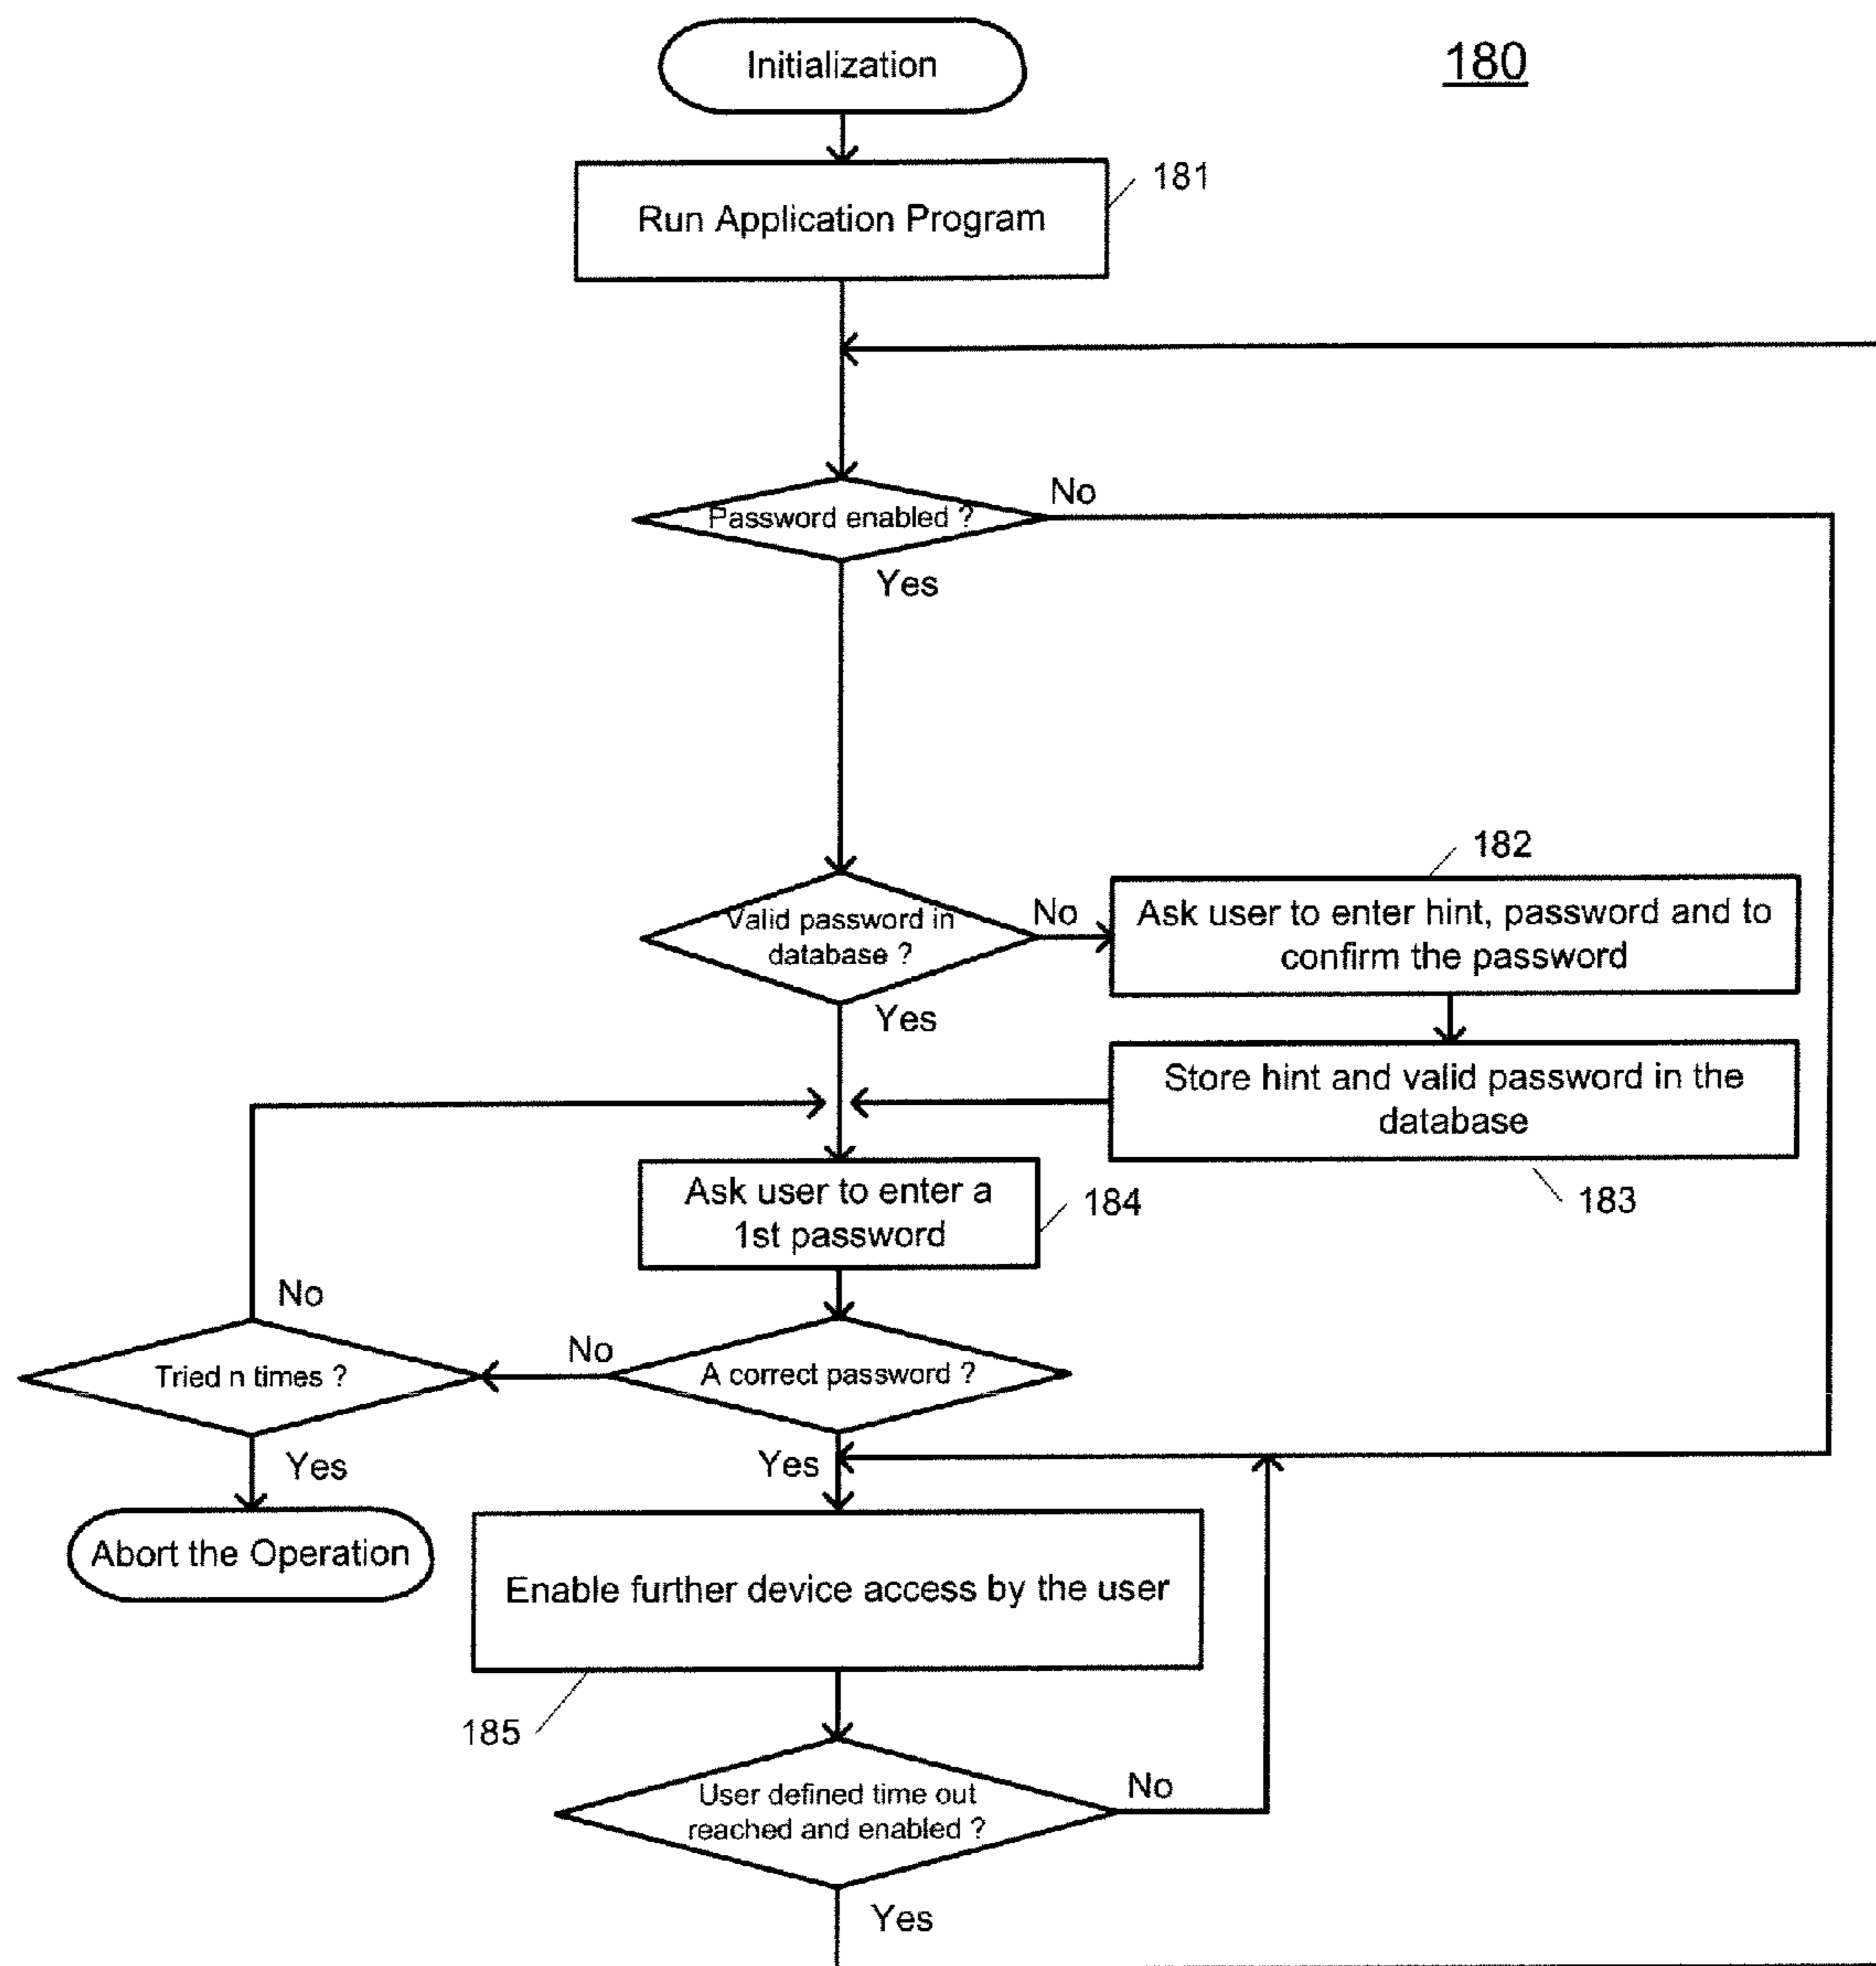 Initialization
180
Run Application Program
181
Password enabled ?
No
Yes
182
Valid password in
database ?
No
Ask user to enter hint, password and to
confirm the password
Yes
Store hint and valid password in the
database
183
Ask user to enter a
1st password
184
No
Tried n times ?
No
A correct password ?
Yes
Yes
Abort the Operation
Enable further device access by the user
185
User defined time out
reached and enabled ?
No
Yes